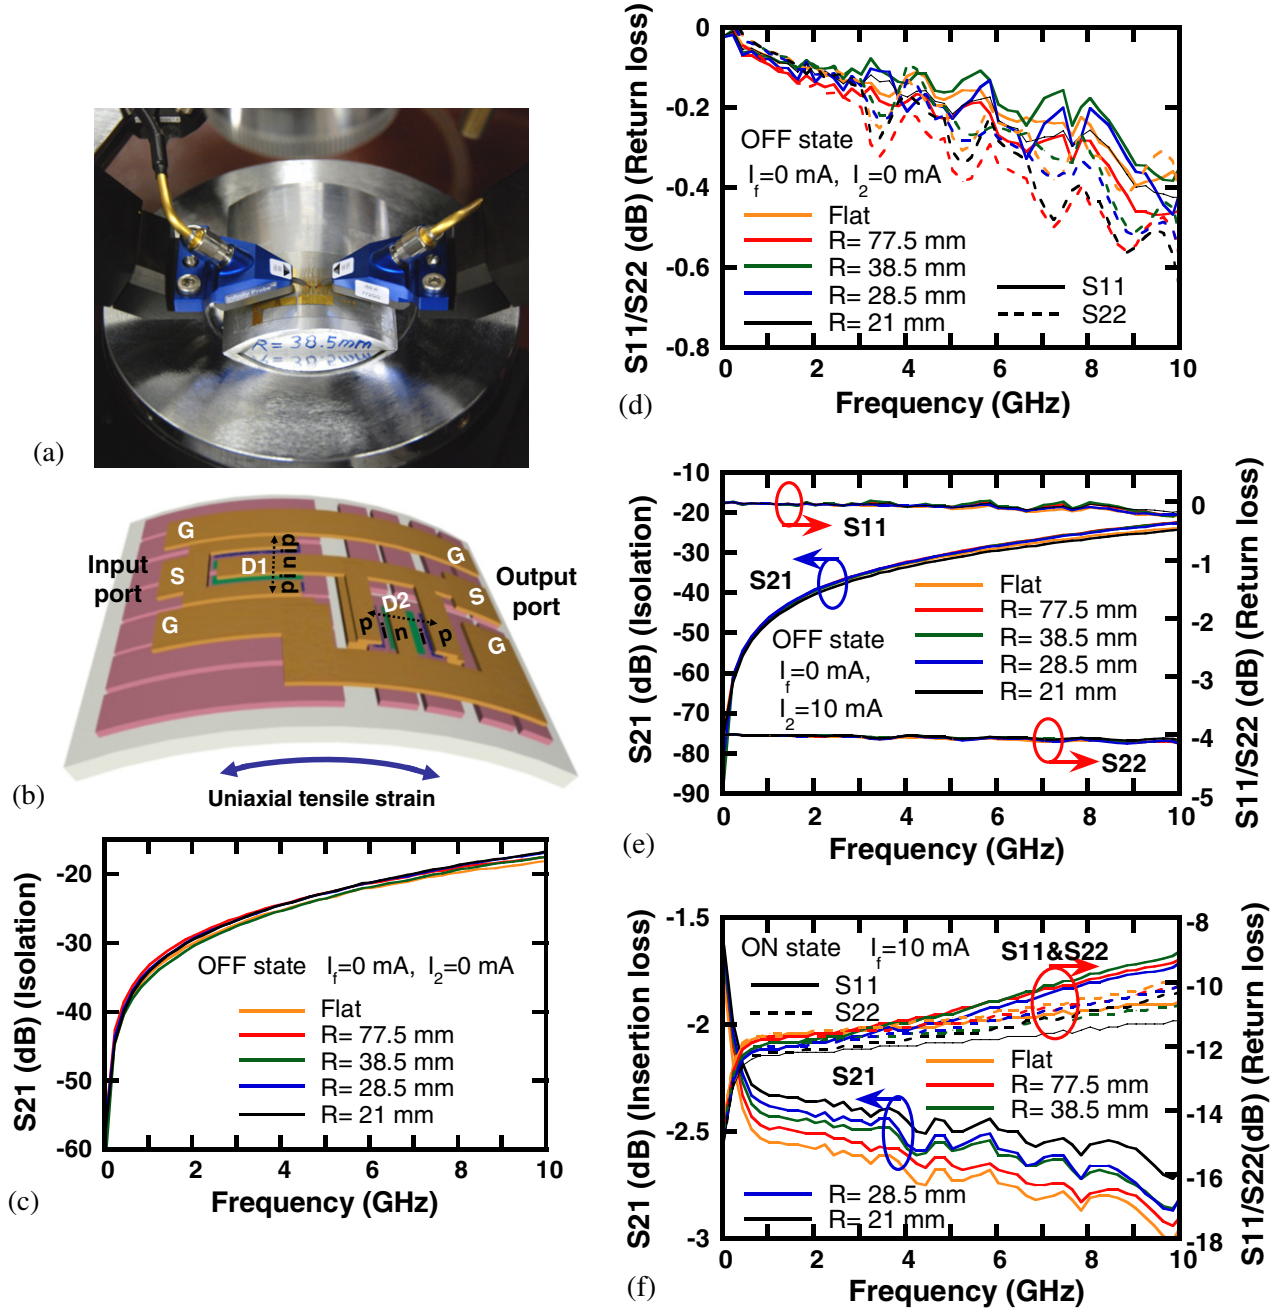 R=38.5mm
(a)
G
G
Input port
S
D1
p i n i p
Output port
S
D2
p i n i p
G
G
Uniaxial tensile strain
(b)
S21 (dB) (Isolation)
-20
-30
-40
-50
-60
OFF state I_f=0 mA, I_2=0 mA
Flat
R= 77.5 mm
R= 38.5 mm
R= 28.5 mm
R= 21 mm
0 2 4 6 8 10
Frequency (GHz)
(c)
S11/S22 (dB) (Return loss)
0
-0.2
-0.4
-0.6
-0.8
OFF state
I_f=0 mA, I_2=0 mA
Flat
R= 77.5 mm
R= 38.5 mm
R= 28.5 mm
R= 21 mm
S11
S22
0 2 4 6 8 10
Frequency (GHz)
(d)
S21 (dB) (Isolation)
-10
-20
-30
-40
-50
-60
-70
-80
-90
S11
S21
OFF state
I_f=0 mA,
I_2=10 mA
Flat
R= 77.5 mm
R= 38.5 mm
R= 28.5 mm
R= 21 mm
S22
0
-1
-2
-3
-4
-5
S11/S22 (dB) (Return loss)
0 2 4 6 8 10
Frequency (GHz)
(e)
S21 (dB) (Insertion loss)
-1.5
-2
-2.5
-3
ON state I_f=10 mA
S11
S22
S11&S22
S21
Flat
R= 77.5 mm
R= 38.5 mm
R= 28.5 mm
R= 21 mm
-8
-10
-12
-14
-16
-18
S11/S22(dB) (Return loss)
0 2 4 6 8 10
Frequency (GHz)
(f)